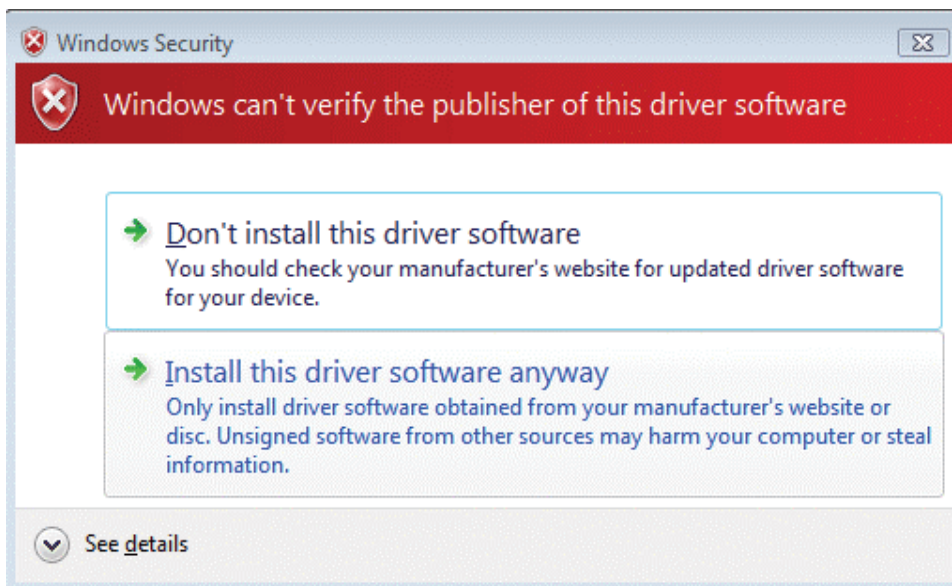 Windows Security
Windows can't verify the publisher of this driver software
Don't install this driver software
You should check your manufacturer's website for updated driver software
for your device.
Install this driver software anyway
Only install driver software obtained from your manufacturer's website or
disc. Unsigned software from other sources may harm your computer or steal
information.
See details